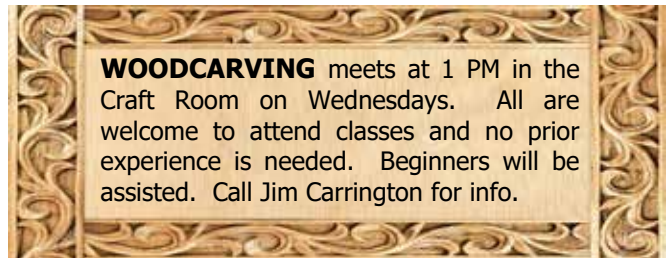 WOODCARVING meets at 1 PM in the
Craft Room on Wednesdays. All are
welcome to attend classes and no prior
experience is needed. Beginners will be
assisted. Call Jim Carrington for info.